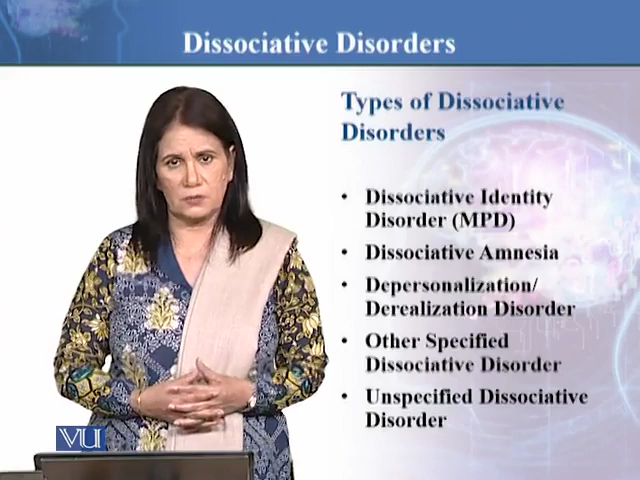 Dissociative Disorders
Types of Dissociative
Disorders
• Dissociative Identity
Disorder (MPD)
• Dissociative Amnesia
• Depersonalization/
Derealization Disorder
• Other Specified
Dissociative Disorder
• Unspecified Dissociative
Disorder
VU